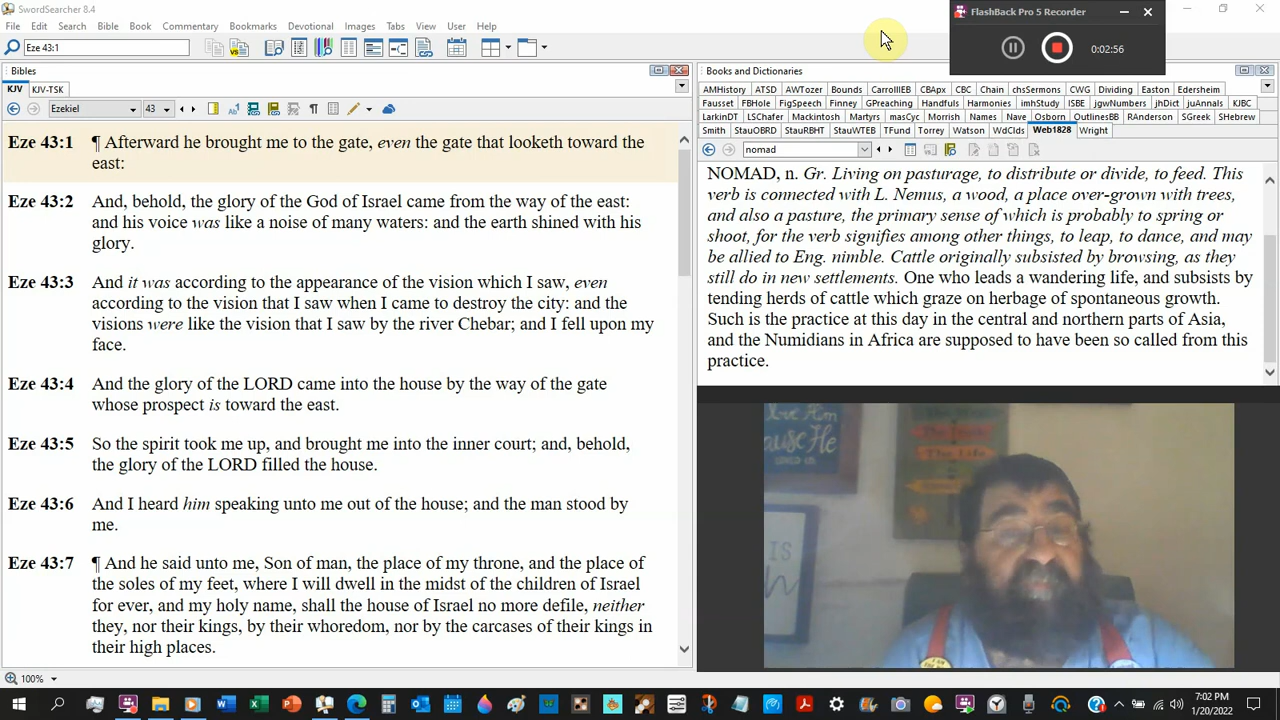 SwordSearcher 8.4
File Edit Search Bible Book Commentary Bookmarks Devotional Images Tabs View User Help
Eze 43:1
Bibles
KJV KJV-TSK
Ezekiel 43
Eze 43:1 ¶ Afterward he brought me to the gate, even the gate that looketh toward the
east:
Eze 43:2 And, behold, the glory of the God of Israel came from the way of the east:
and his voice was like a noise of many waters: and the earth shined with his
glory.
Eze 43:3 And it was according to the appearance of the vision which I saw, even
according to the vision that I saw when I came to destroy the city: and the
visions were like the vision that I saw by the river Chebar; and I fell upon my
face.
Eze 43:4 And the glory of the LORD came into the house by the way of the gate
whose prospect is toward the east.
Eze 43:5 So the spirit took me up, and brought me into the inner court; and, behold,
the glory of the LORD filled the house.
Eze 43:6 And I heard him speaking unto me out of the house; and the man stood by
me.
Eze 43:7 ¶ And he said unto me, Son of man, the place of my throne, and the place of
the soles of my feet, where I will dwell in the midst of the children of Israel
for ever, and my holy name, shall the house of Israel no more defile, neither
they, nor their kings, by their whoredom, nor by the carcases of their kings in
their high places.
100%
FlashBack Pro 5 Recorder
0:02:56
Books and Dictionaries
AMHistory ATSD AWTozer Bounds CarrollIEB CBApx CBC Chain chsSermons CWG Dividing Easton Edersheim
Fausset FBHole FigSpeech Finney GPreaching Handfuls Harmonies imhStudy ISBE jgwNumbers jhDict juAnnals KJBC
LarkinDT LSChafer Mackintosh Martyrs masCyc Morrish Names Nave Osborn OutlinesBB RAnderson SGreek SHebrew
Smith StauOBRD StauRBHT StauWTEB TFund Torrey Watson WdClds Web1828 Wright
nomad
NOMAD, n. Gr. Living on pasturage, to distribute or divide, to feed. This
verb is connected with L. Nemus, a wood, a place over-grown with trees,
and also a pasture, the primary sense of which is probably to spring or
shoot, for the verb signifies among other things, to leap, to dance, and may
be allied to Eng. nimble. Cattle originally subsisted by browsing, as they
still do in new settlements. One who leads a wandering life, and subsists by
tending herds of cattle which graze on herbage of spontaneous growth.
Such is the practice at this day in the central and northern parts of Asia,
and the Numidians in Africa are supposed to have been so called from this
practice.
Him
cause He
The Life
IS
7:02 PM
1/20/2022